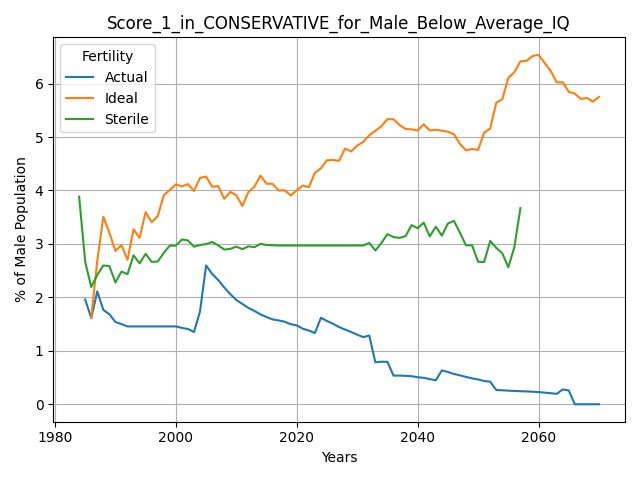 Score_1_in_CONSERVATIVE_for_Male_Below_Average_IQ
Fertility
Actual
Ideal
Sterile
% of Male Population
6
5
4
3
2
1
0
1980
2000
2020
2040
2060
Years